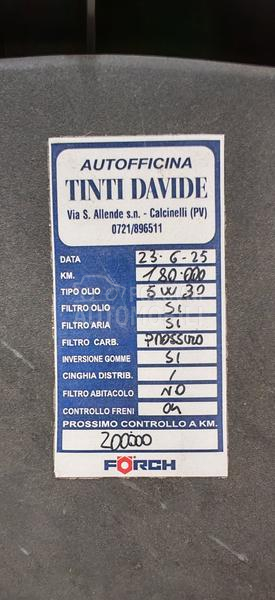 AUTOFFICINA
TINTI DAVIDE
Via S. Allende s.n. - Calcinelli (PV)
0721/896511
DATA 23-6-25
KM. 180.000
TIPO OLIO 5W30
FILTRO OLIO SI
FILTRO ARIA SI
FILTRO CARB. PROSSIMO
INVERSIONE GOMME SI
CINGHIA DISTRIB. /
FILTRO ABITACOLO NO
CONTROLLO FRENI OK
PROSSIMO CONTROLLO A KM.
200.000
FÖRCH